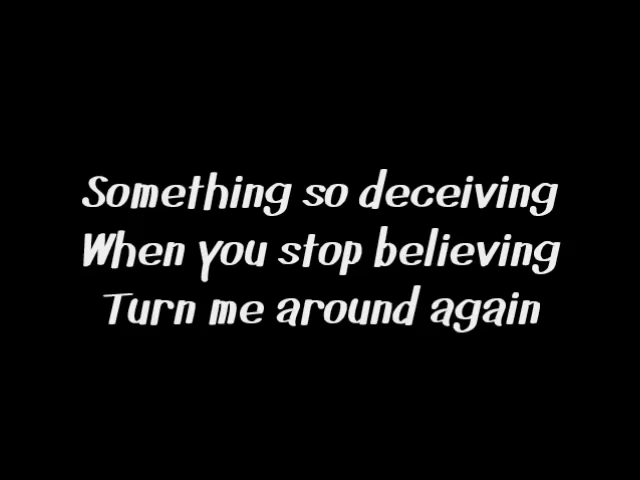 Something so deceiving
When you stop believing
Turn me around again